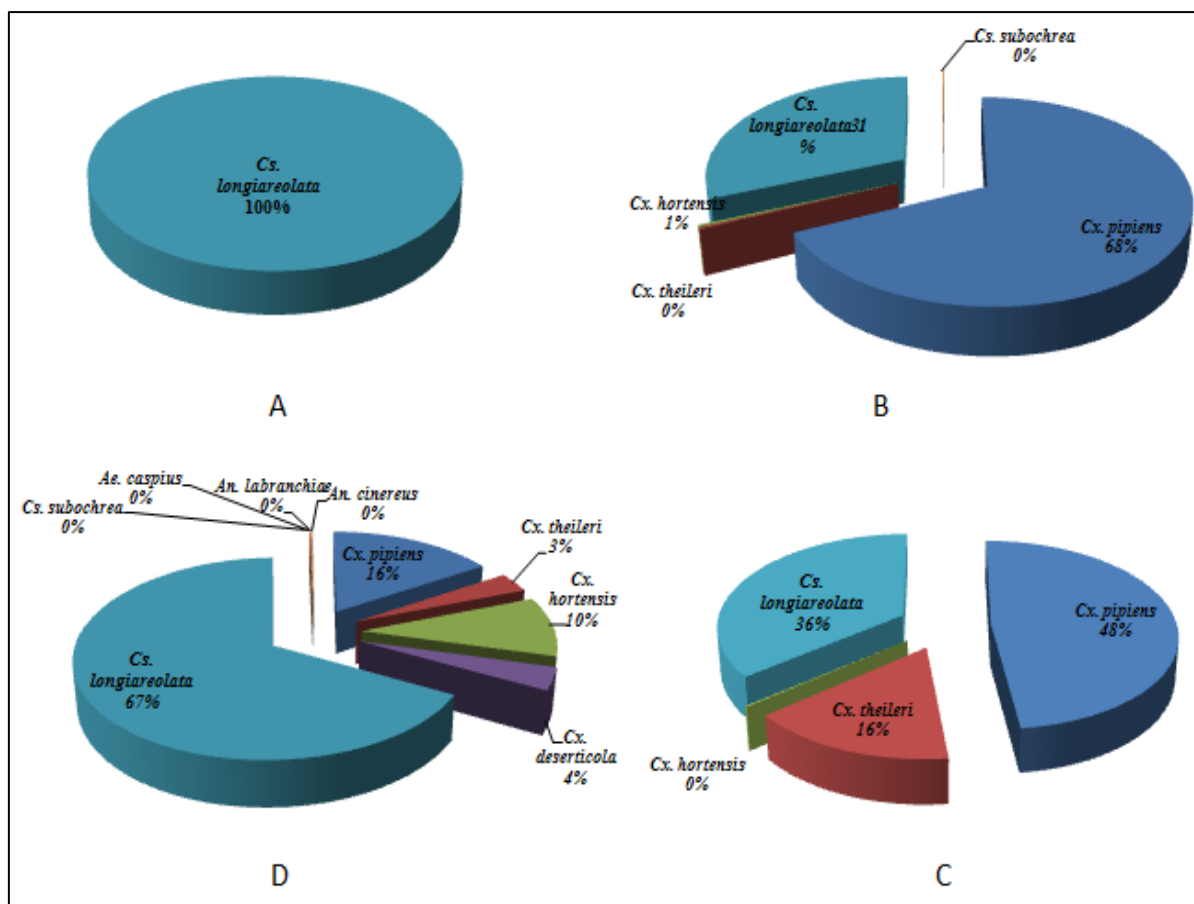 Cs.
longiareolata
100%
A
Cs. subochrea
0%
Cs.
longiareolata31
%
Cx. hortensis
1%
Cx. theileri
0%
Cx. pipiens
68%
B
Ae. caspius
0%
An. labranchiae
0%
An. cinereus
0%
Cs. subochrea
0%
Cx. pipiens
16%
Cx. theileri
3%
Cx.
hortensis
10%
Cs.
longiareolata
67%
Cx.
deserticola
4%
D
Cs.
longiareolata
36%
Cx. pipiens
48%
Cx. theileri
16%
Cx. hortensis
0%
C